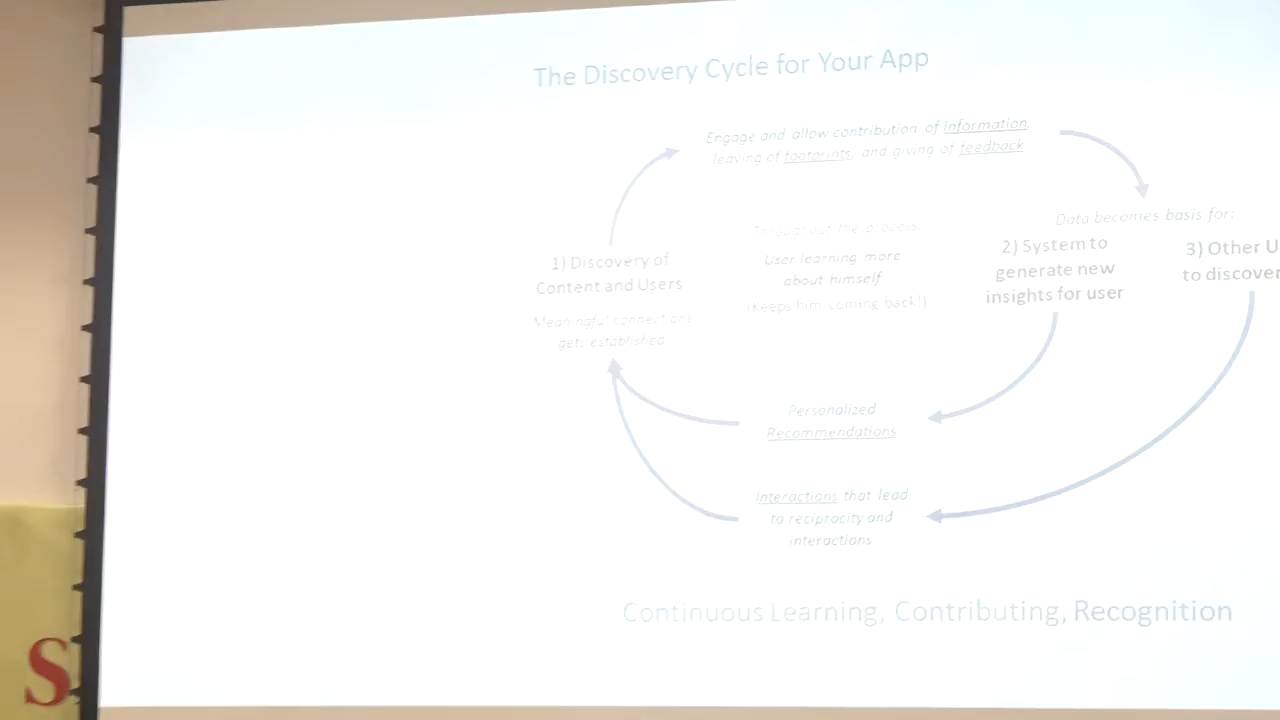 The Discovery Cycle for Your App
Engage and allow contribution of information,
leaving of footprints, and giving of feedback
Data becomes basis for:
1) Discovery of
Content and Users
Meaningful connections
gets established
Throughout the process:
User learning more
about himself
(Keeps him coming back!)
2) System to
generate new
insights for user
3) Other U
to discover
Personalized
Recommendations
Interactions that lead
to reciprocity and
interactions
Continuous Learning, Contributing, Recognition
S